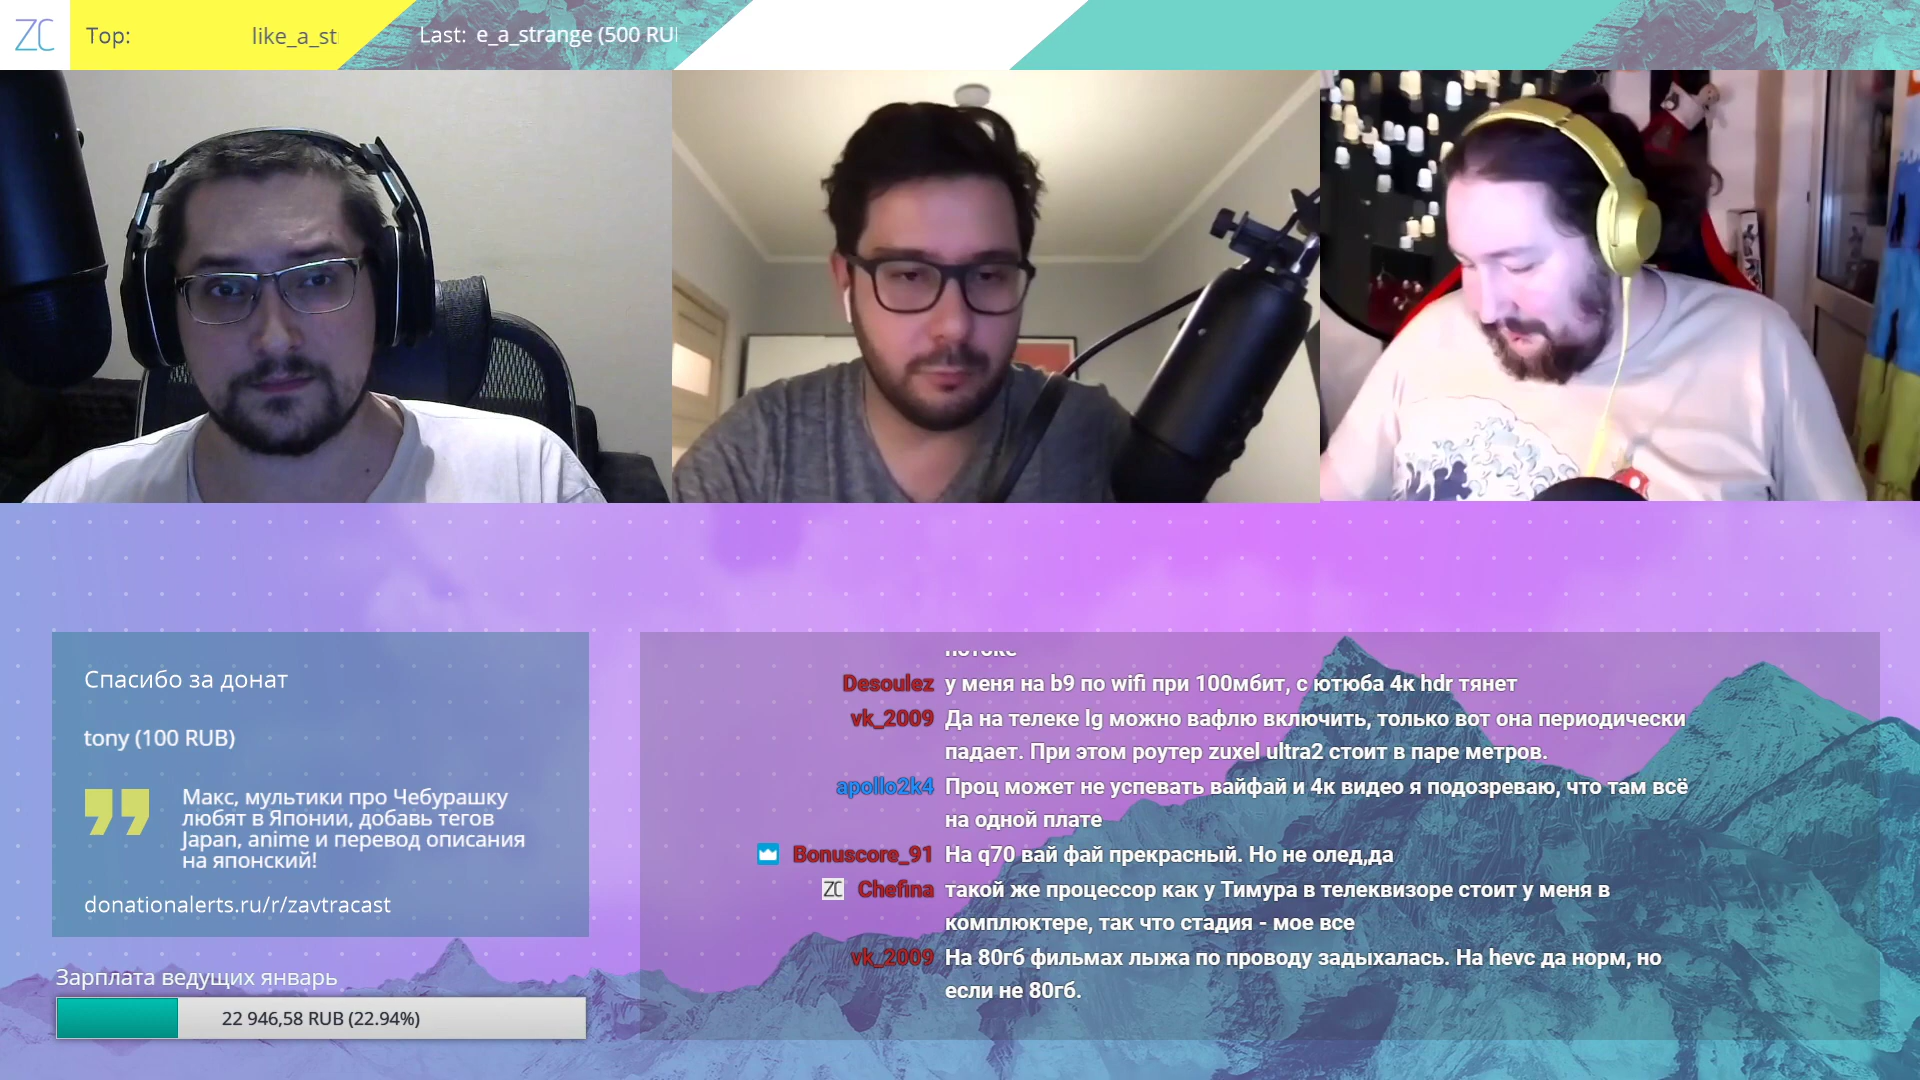 ZC
Top:
like_a_st
Last: e_a_strange (500 RU
Спасибо за донат
tony (100 RUB)
Макс, мультики про Чебурашку
любят в Японии, добавь тегов
Japan, anime и перевод описания
на японский!
donationalerts.ru/r/zavtracast
Зарплата ведущих январь
22 946,58 RUB (22.94%)
потоке
Desoulez у меня на b9 по wifi при 100мбит, с ютюба 4к hdr тянет
vk_2009 Да на телеке lg можно вафлю включить, только вот она периодически
падает. При этом роутер zuxel ultra2 стоит в паре метров.
apollo2k4 Проц может не успевать вайфай и 4к видео я подозреваю, что там всё
на одной плате
Bonuscore_91 На q70 вай фай прекрасный. Но не олед,да
ZC Chefina такой же процессор как у Тимура в телеквизоре стоит у меня в
комплюктере, так что стадия - мое все
vk_2009 На 80гб фильмах лыжа по проводу задыхалась. На hevc да норм, но
если не 80гб.